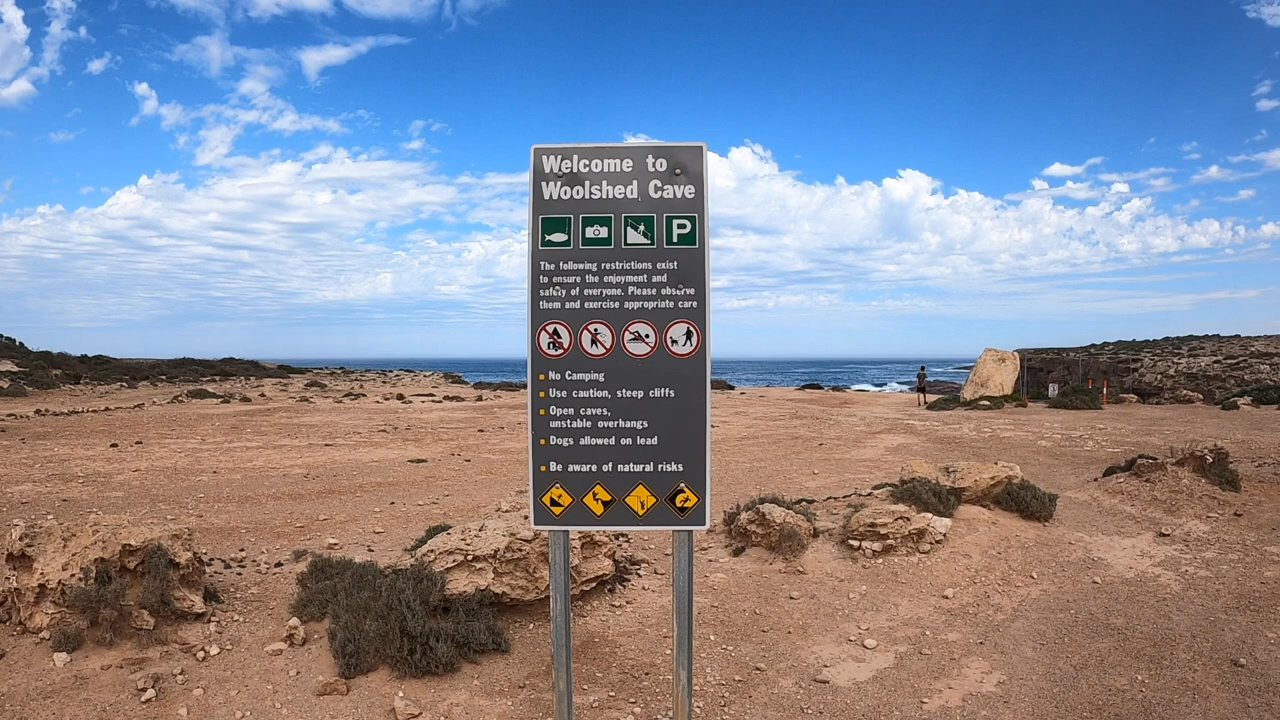 Welcome to
Woolshed Cave
P
The following restrictions exist
to ensure the enjoyment and
safety of everyone. Please observe
them and exercise appropriate care
No Camping
Use caution, steep cliffs
Open caves,
unstable overhangs
Dogs allowed on lead
Be aware of natural risks